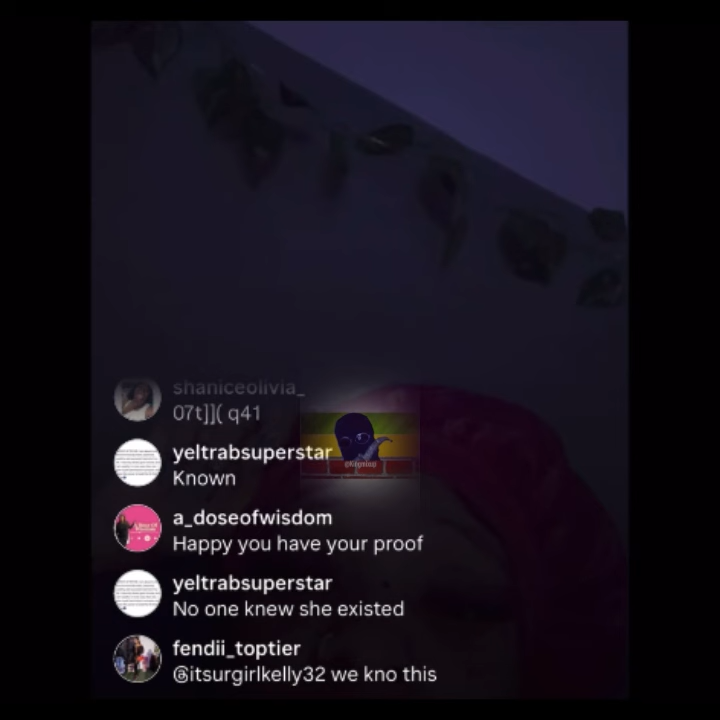 shaniceolivia_
07t]]( q41
yeltrabsuperstar
Known
a_doseofwisdom
Happy you have your proof
yeltrabsuperstar
No one knew she existed
fendii_toptier
@itsurgirlkelly32 we kno this